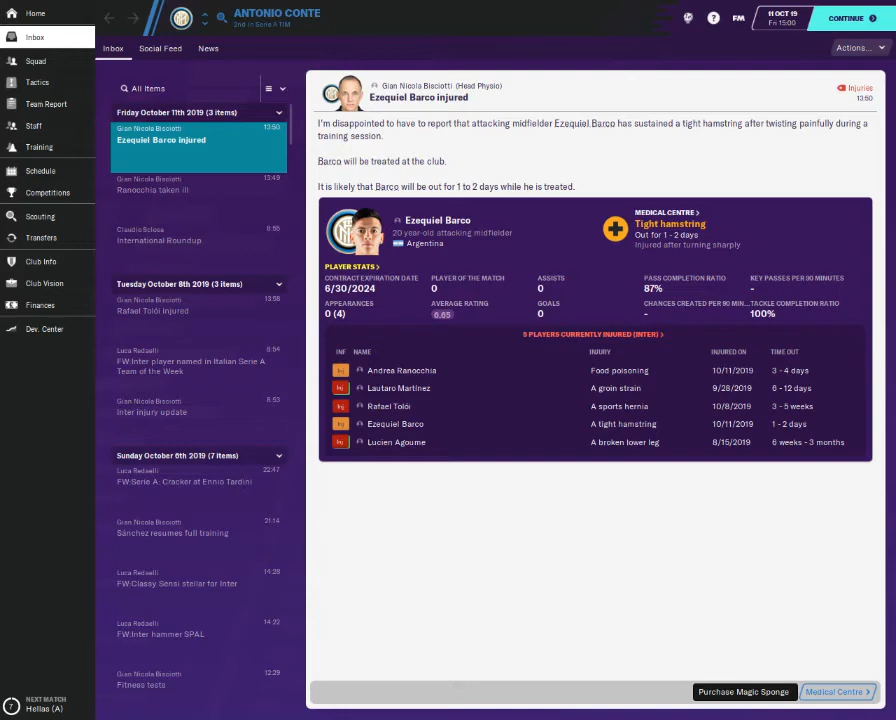 Home
Inbox
Squad
Tactics
Team Report
Staff
Training
Schedule
Competitions
Scouting
Transfers
Club Info
Club Vision
Finances
Dev. Center
NEXT MATCH
7
Hellas (A)
ANTONIO CONTE
2nd in Serie A TIM
?
FM
11 OCT 19
Fri 15:00
CONTINUE
Inbox
Social Feed
News
Actions...
All Items
Friday October 11th 2019 (3 items)
Gian Nicola Bisciotti 13:50
Ezequiel Barco injured
Gian Nicola Bisciotti 13:49
Ranocchia taken ill
Claudio Sclosa 8:55
International Roundup
Tuesday October 8th 2019 (3 items)
Gian Nicola Bisciotti 13:58
Rafael Tolói injured
Luca Redaelli 8:54
FW:Inter player named in Italian Serie A
Team of the Week
Gian Nicola Bisciotti 8:53
Inter injury update
Sunday October 6th 2019 (7 items)
Luca Redaelli 22:47
FW:Serie A: Cracker at Ennio Tardini
Gian Nicola Bisciotti 21:14
Sánchez resumes full training
Luca Redaelli 14:28
FW:Classy Sensi stellar for Inter
Luca Redaelli 14:22
FW:Inter hammer SPAL
Gian Nicola Bisciotti 12:29
Fitness tests
Gian Nicola Bisciotti (Head Physio)
Ezequiel Barco injured
Injuries
13:50
I'm disappointed to have to report that attacking midfielder Ezequiel Barco has sustained a tight hamstring after twisting painfully during a
training session.
Barco will be treated at the club.
It is likely that Barco will be out for 1 to 2 days while he is treated.
Ezequiel Barco
20 year-old attacking midfielder
Argentina
MEDICAL CENTRE >
Tight hamstring
Out for 1 - 2 days
Injured after turning sharply
PLAYER STATS >
CONTRACT EXPIRATION DATE PLAYER OF THE MATCH ASSISTS PASS COMPLETION RATIO KEY PASSES PER 90 MINUTES
6/30/2024 0 0 87% -
APPEARANCES AVERAGE RATING GOALS CHANCES CREATED PER 90 MIN... TACKLE COMPLETION RATIO
0 (4) 6.65 0 - 100%
5 PLAYERS CURRENTLY INJURED (INTER) >
INF NAME INJURY INJURED ON TIME OUT
Inj Andrea Ranocchia Food poisoning 10/11/2019 3 - 4 days
Inj Lautaro Martínez A groin strain 9/28/2019 6 - 12 days
Inj Rafael Tolói A sports hernia 10/8/2019 3 - 5 weeks
Inj Ezequiel Barco A tight hamstring 10/11/2019 1 - 2 days
Inj Lucien Agoume A broken lower leg 8/15/2019 6 weeks - 3 months
Purchase Magic Sponge
Medical Centre >